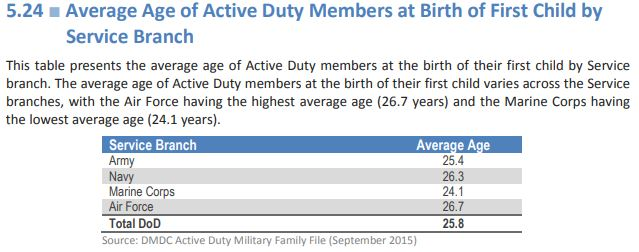 5.24 ■ Average Age of Active Duty Members at Birth of First Child by
Service Branch
This table presents the average age of Active Duty members at the birth of their first child by Service
branch. The average age of Active Duty members at the birth of their first child varies across the Service
branches, with the Air Force having the highest average age (26.7 years) and the Marine Corps having
the lowest average age (24.1 years).
Service Branch Average Age
Army 25.4
Navy 26.3
Marine Corps 24.1
Air Force 26.7
Total DoD 25.8
Source: DMDC Active Duty Military Family File (September 2015)